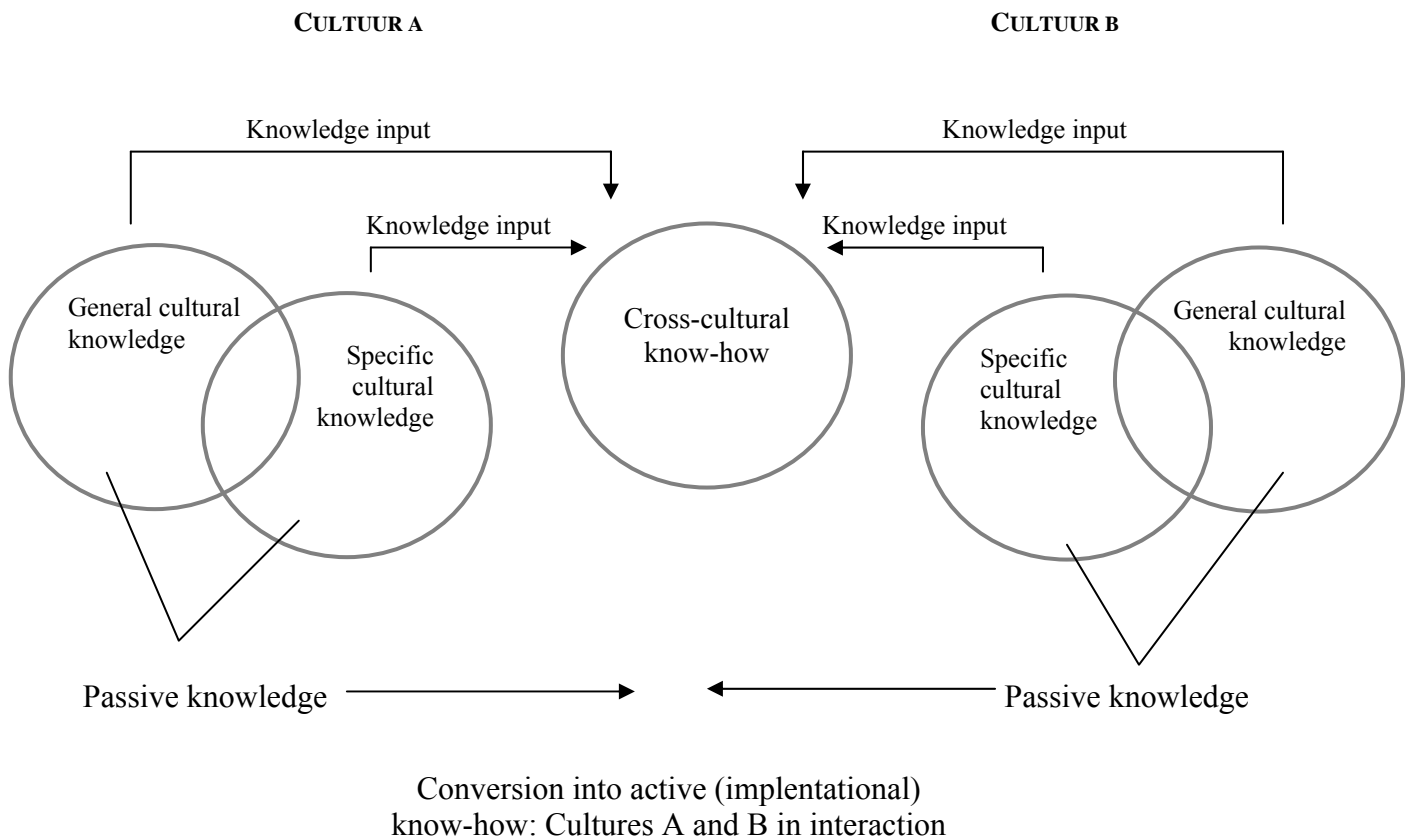 CULTUUR A
CULTUUR B
Knowledge input
Knowledge input
Knowledge input
Knowledge input
General cultural
knowledge
Specific
cultural
knowledge
Cross-cultural
know-how
Specific
cultural
knowledge
General cultural
knowledge
Passive knowledge
Passive knowledge
Conversion into active (implentational)
know-how: Cultures A and B in interaction